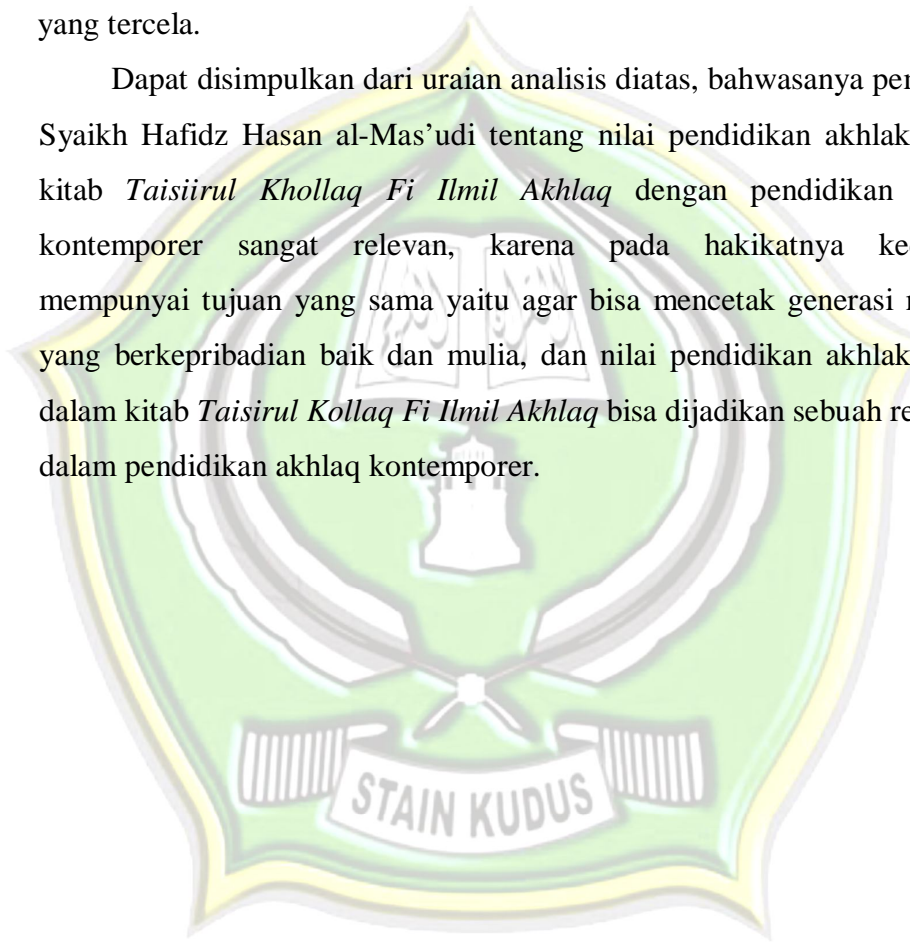 yang tercela.
Dapat disimpulkan dari uraian analisis diatas, bahwasanya
Syaikh Hafidz Hasan al-Mas’udi tentang nilai pendidikan akhlak
kitab Taisiirul Khollaq Fi Ilmil Akhlaq dengan pendidikan
kontemporer sangat relevan, karena pada hakikatnya
mempunyai tujuan yang sama yaitu agar bisa mencetak generasi
yang berkepribadian baik dan mulia, dan nilai pendidikan akhlak
dalam kitab Taisirul Kollaq Fi Ilmil Akhlaq bisa dijadikan sebuah
dalam pendidikan akhlaq kontemporer.
STAIN KUDUS